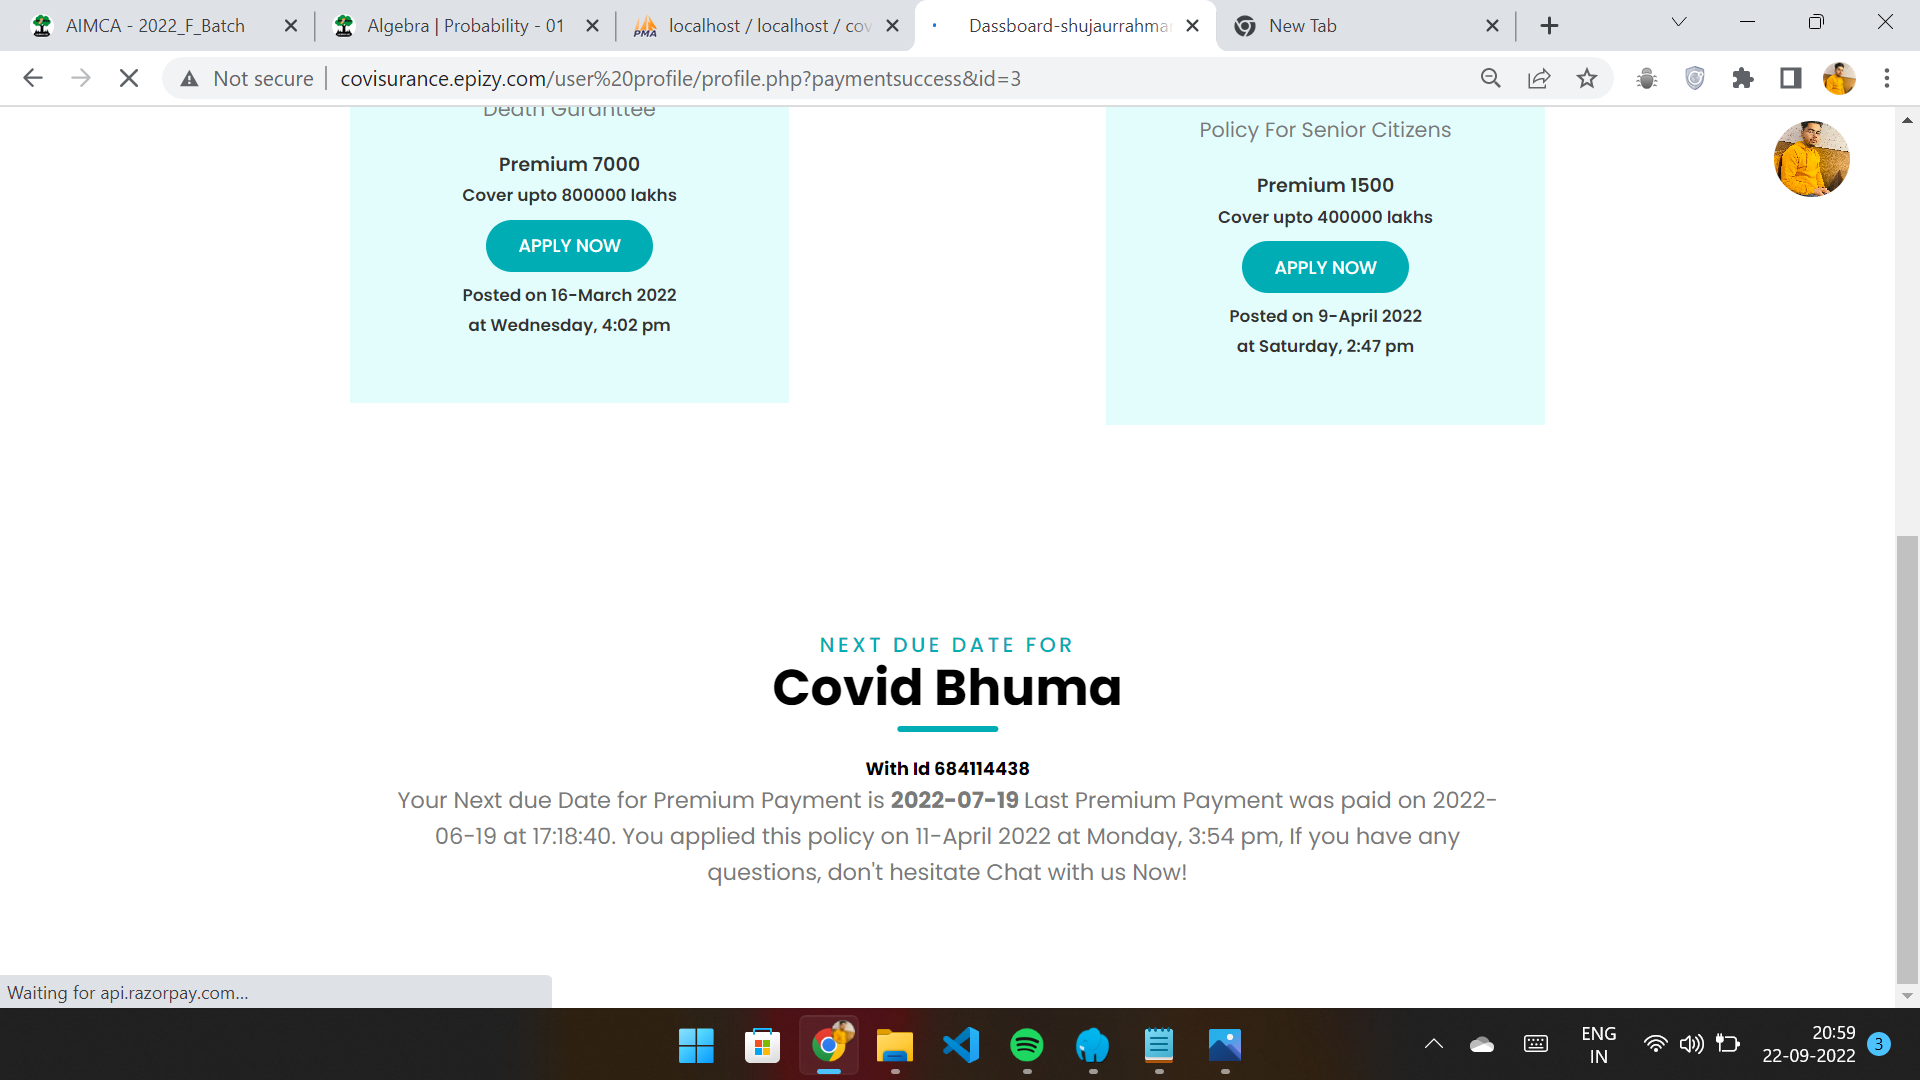 AIMCA - 2022_F_Batch
Algebra | Probability - 01
PMA
localhost / localhost / cov
Dassboard-shujaurrahman
New Tab
Not secure
covisurance.epizy.com/user%20profile/profile.php?paymentsuccess&id=3
Death Guranttee
Premium 7000
Cover upto 800000 lakhs
APPLY NOW
Posted on 16-March 2022
at Wednesday, 4:02 pm
Policy For Senior Citizens
Premium 1500
Cover upto 400000 lakhs
APPLY NOW
Posted on 9-April 2022
at Saturday, 2:47 pm
NEXT DUE DATE FOR
Covid Bhuma
With Id 684114438
Your Next due Date for Premium Payment is 2022-07-19 Last Premium Payment was paid on 2022-
06-19 at 17:18:40. You applied this policy on 11-April 2022 at Monday, 3:54 pm, If you have any
questions, don't hesitate Chat with us Now!
Waiting for api.razorpay.com...
ENG
IN
20:59
22-09-2022
3